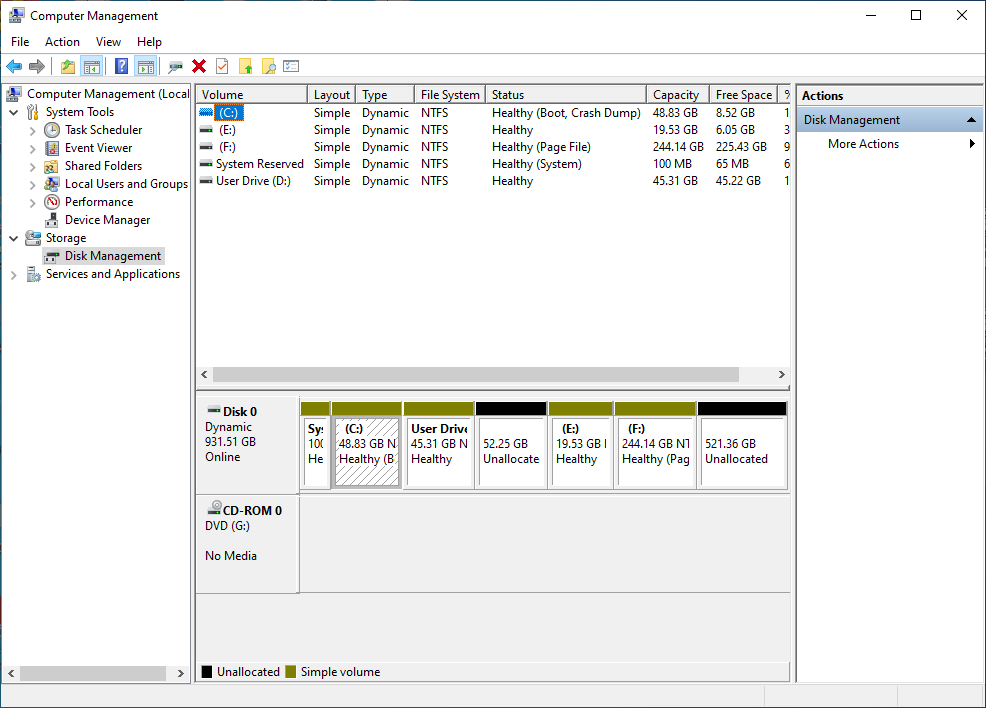 Computer Management
File Action View Help
Computer Management (Local
System Tools
Task Scheduler
Event Viewer
Shared Folders
Local Users and Groups
Performance
Device Manager
Storage
Disk Management
Services and Applications
Volume Layout Type File System Status Capacity Free Space %
(C:) Simple Dynamic NTFS Healthy (Boot, Crash Dump) 48.83 GB 8.52 GB 1
(E:) Simple Dynamic NTFS Healthy 19.53 GB 6.05 GB 3
(F:) Simple Dynamic NTFS Healthy (Page File) 244.14 GB 225.43 GB 9
System Reserved Simple Dynamic NTFS Healthy (System) 100 MB 65 MB 6
User Drive (D:) Simple Dynamic NTFS Healthy 45.31 GB 45.22 GB 1
Disk 0
Dynamic
931.51 GB
Online
Sy
100
He
(C:)
48.83 GB N
Healthy (B
User Drive
45.31 GB N
Healthy
52.25 GB
Unallocate
(E:)
19.53 GB
Healthy
(F:)
244.14 GB NT
Healthy (Pag
521.36 GB
Unallocated
CD-ROM 0
DVD (G:)
No Media
Unallocated Simple volume
Actions
Disk Management
More Actions